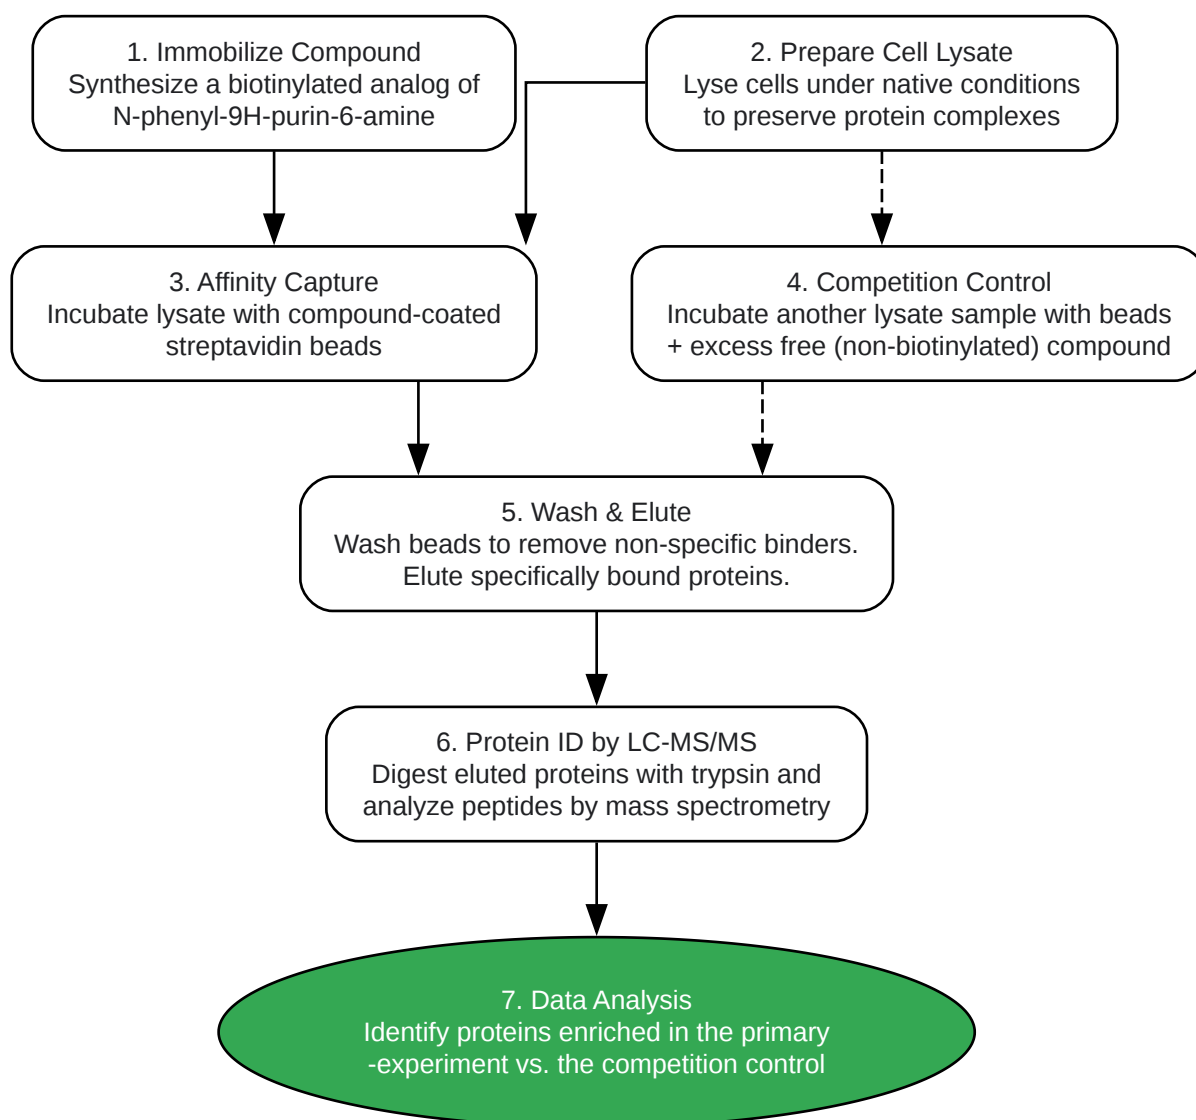 1. Immobilize Compound
Synthesize a biotinylated analog of
N-phenyl-9H-purin-6-amine
2. Prepare Cell Lysate
Lyse cells under native conditions
to preserve protein complexes
3. Affinity Capture
Incubate lysate with compound-coated
streptavidin beads
4. Competition Control
Incubate another lysate sample with beads
+ excess free (non-biotinylated) compound
5. Wash & Elute
Wash beads to remove non-specific binders.
Elute specifically bound proteins.
6. Protein ID by LC-MS/MS
Digest eluted proteins with trypsin and
analyze peptides by mass spectrometry
7. Data Analysis
Identify proteins enriched in the primary
-experiment vs. the competition control